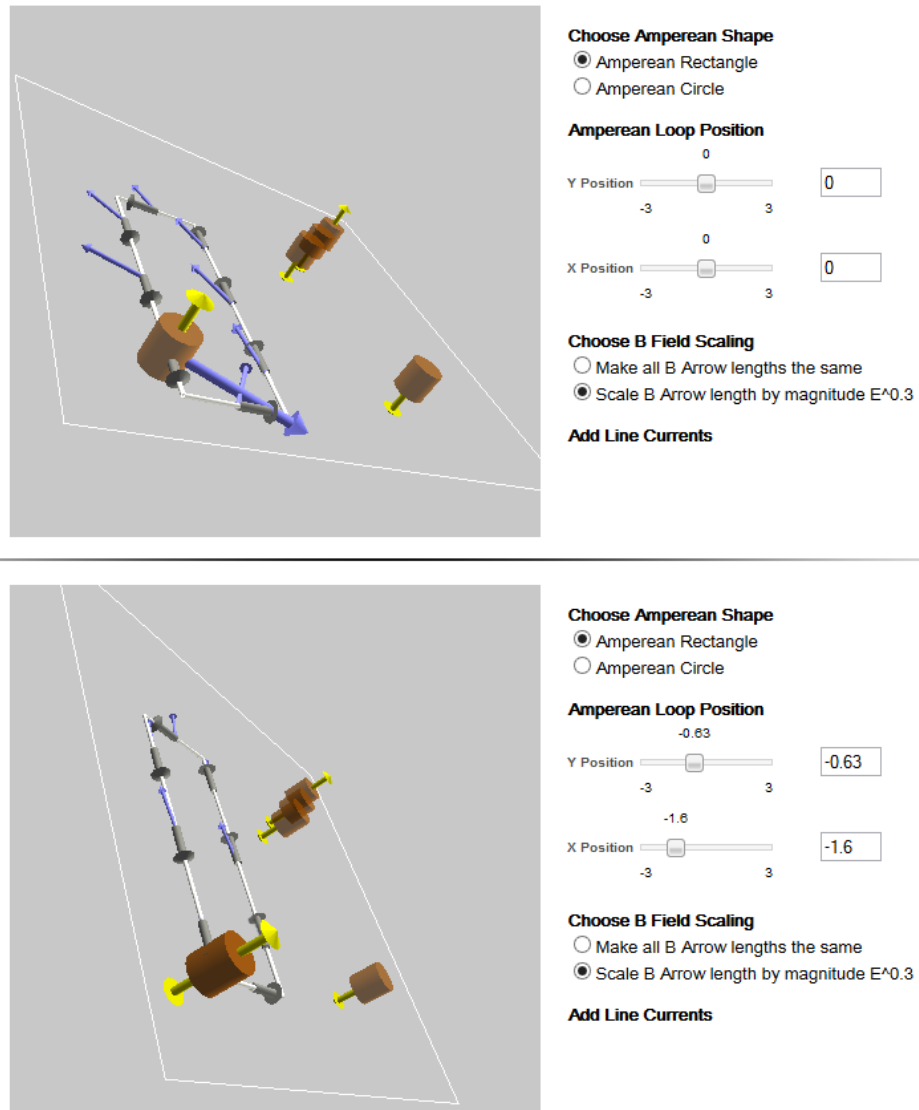 Choose Amperean Shape
Amperean Rectangle
Amperean Circle
Amperean Loop Position
0
Y Position
0
-3 3
0
X Position
0
-3 3
Choose B Field Scaling
Make all B Arrow lengths the same
Scale B Arrow length by magnitude E^0.3
Add Line Currents
Choose Amperean Shape
Amperean Rectangle
Amperean Circle
Amperean Loop Position
-0.63
Y Position
-0.63
-3 3
-1.6
X Position
-1.6
-3 3
Choose B Field Scaling
Make all B Arrow lengths the same
Scale B Arrow length by magnitude E^0.3
Add Line Currents